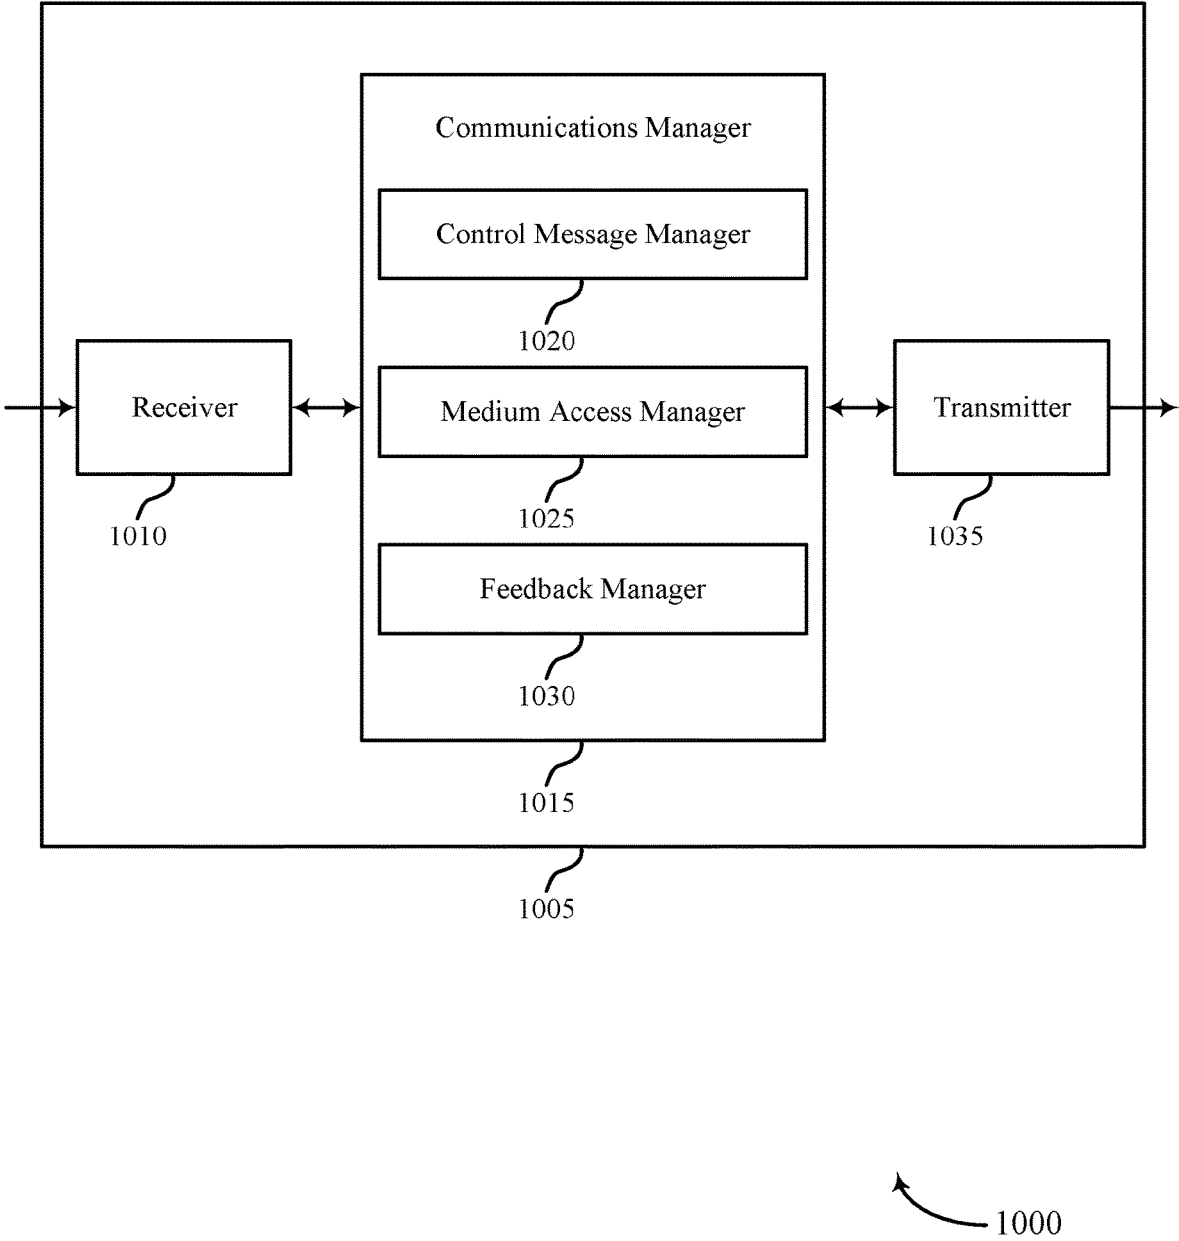 Communications Manager
Control Message Manager
1020
Receiver
Medium Access Manager
Transmitter
1010
1025
1035
Feedback Manager
1030
1015
1005
1000